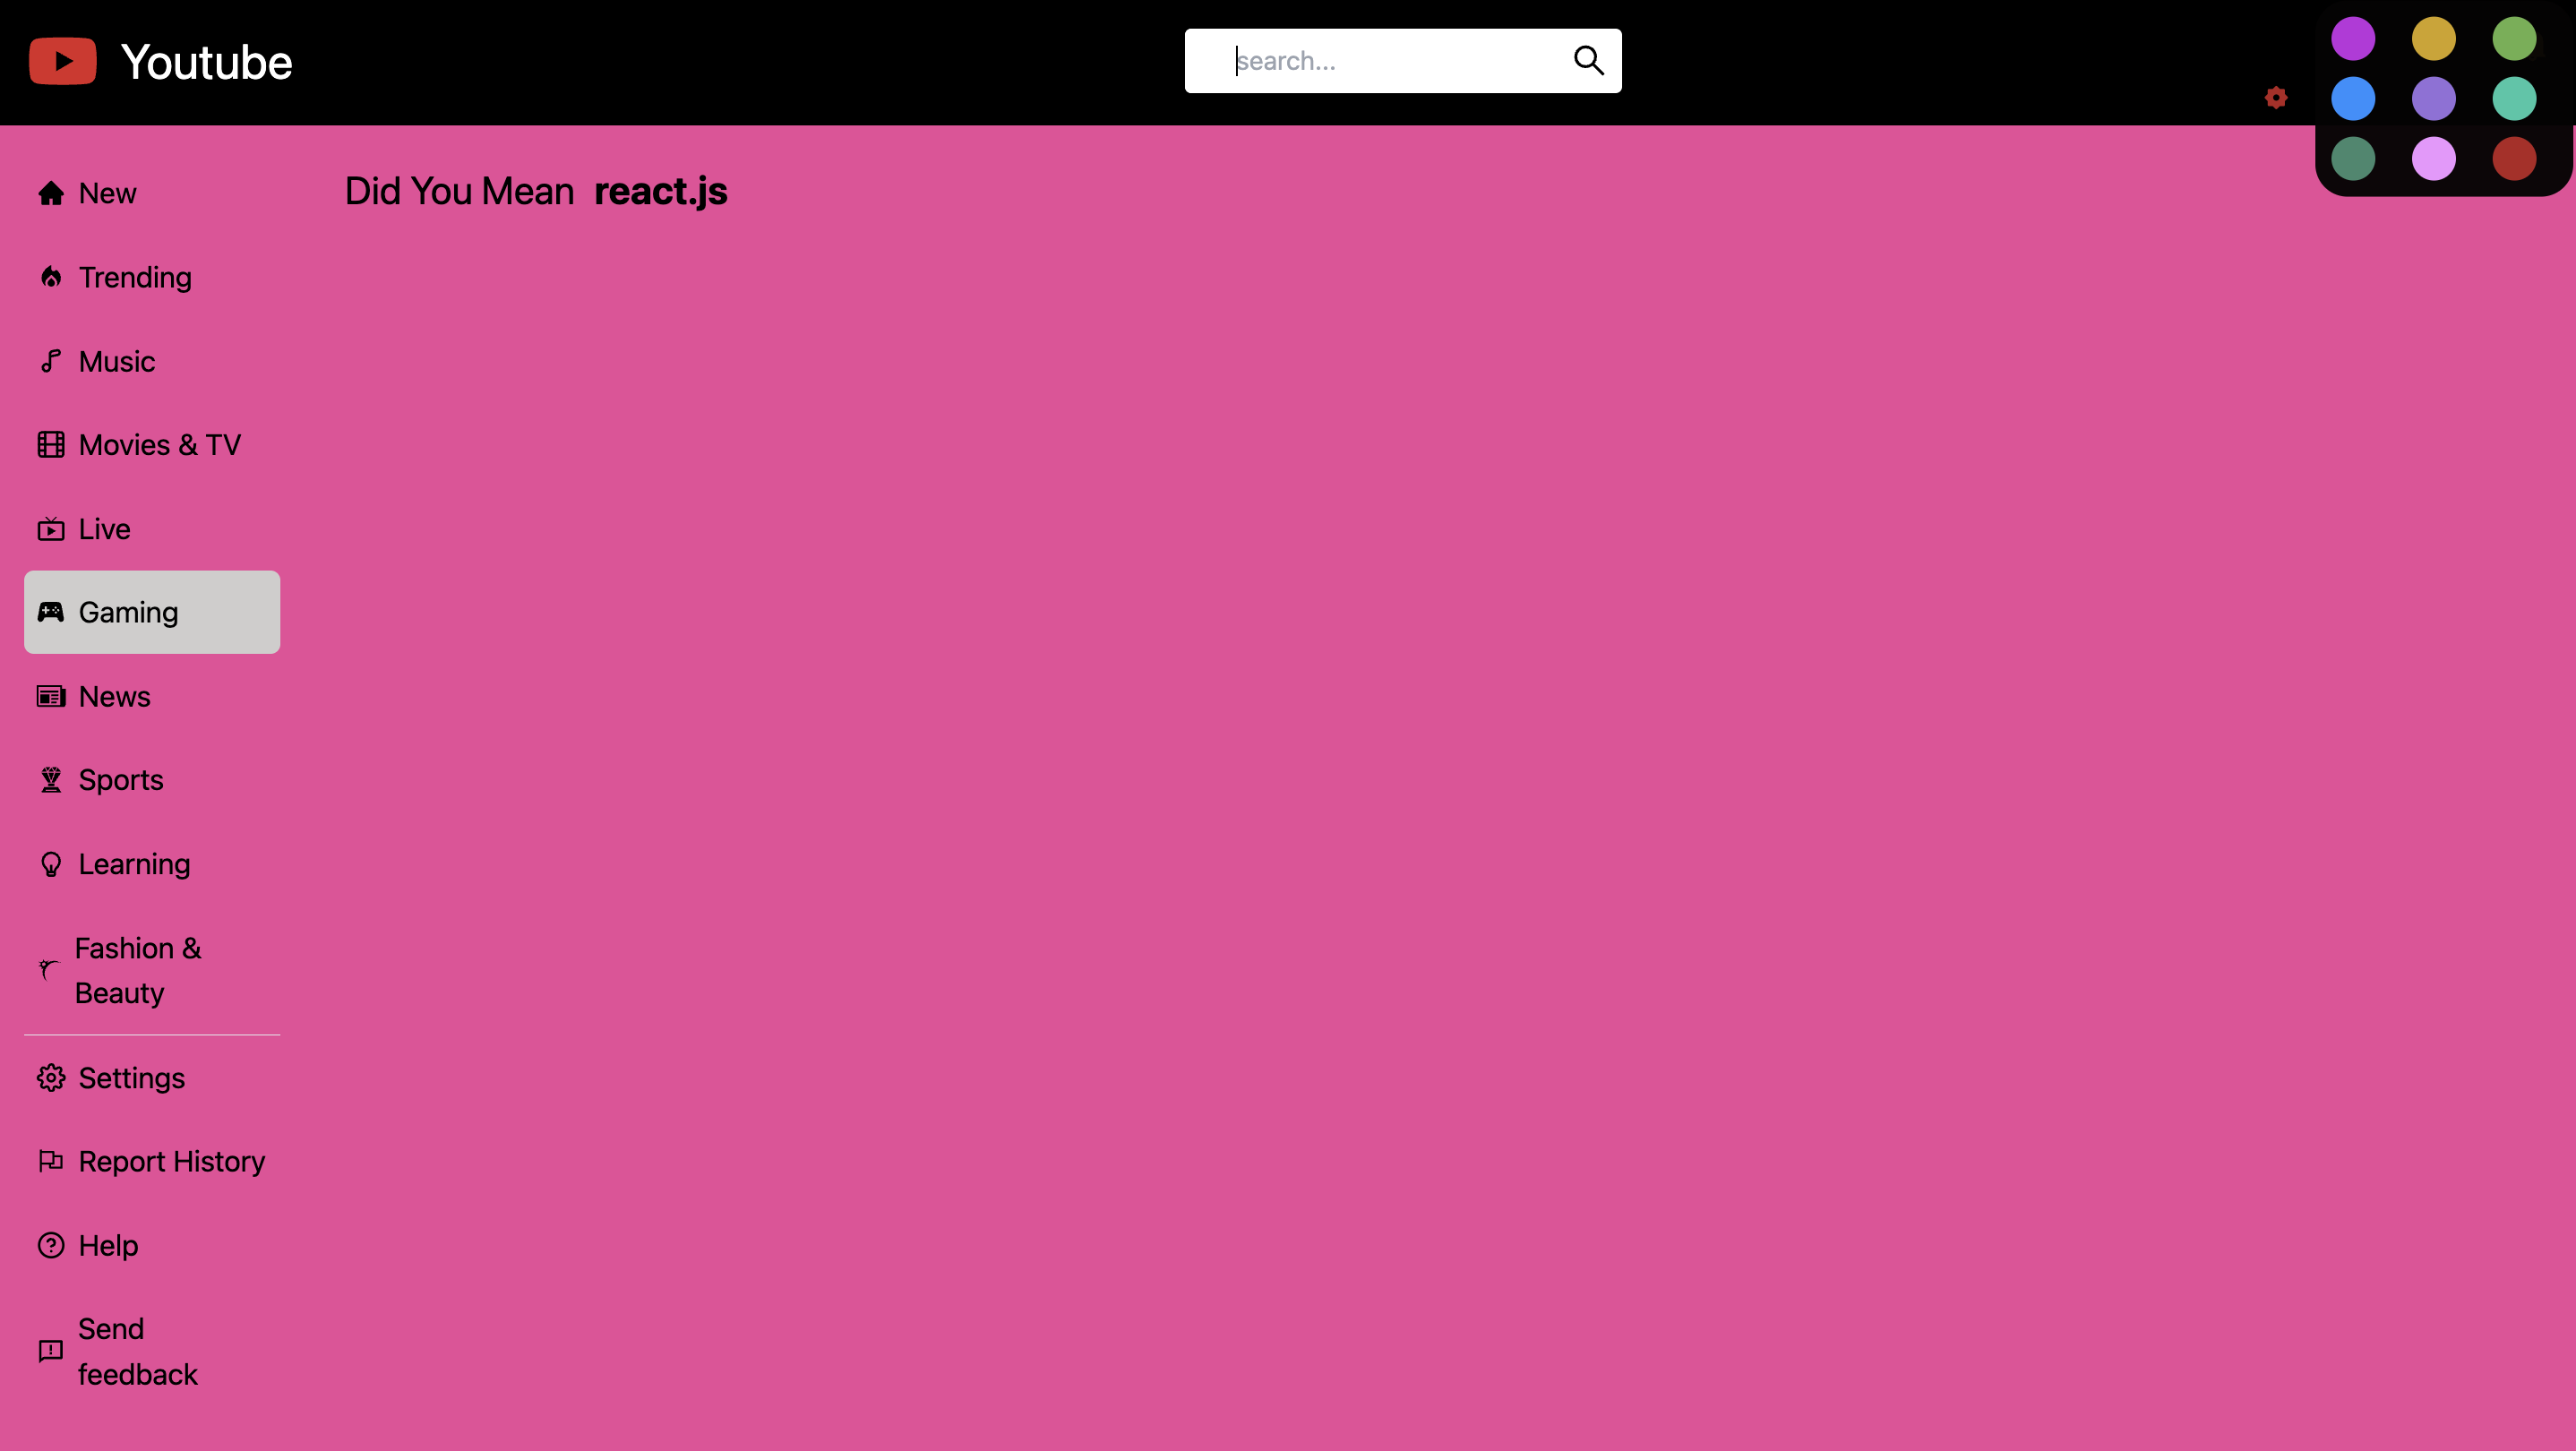 Youtube
search...
New
Did You Mean react.js
Trending
Music
Movies & TV
Live
Gaming
News
Sports
Learning
Fashion &
Beauty
Settings
Report History
Help
Send
feedback